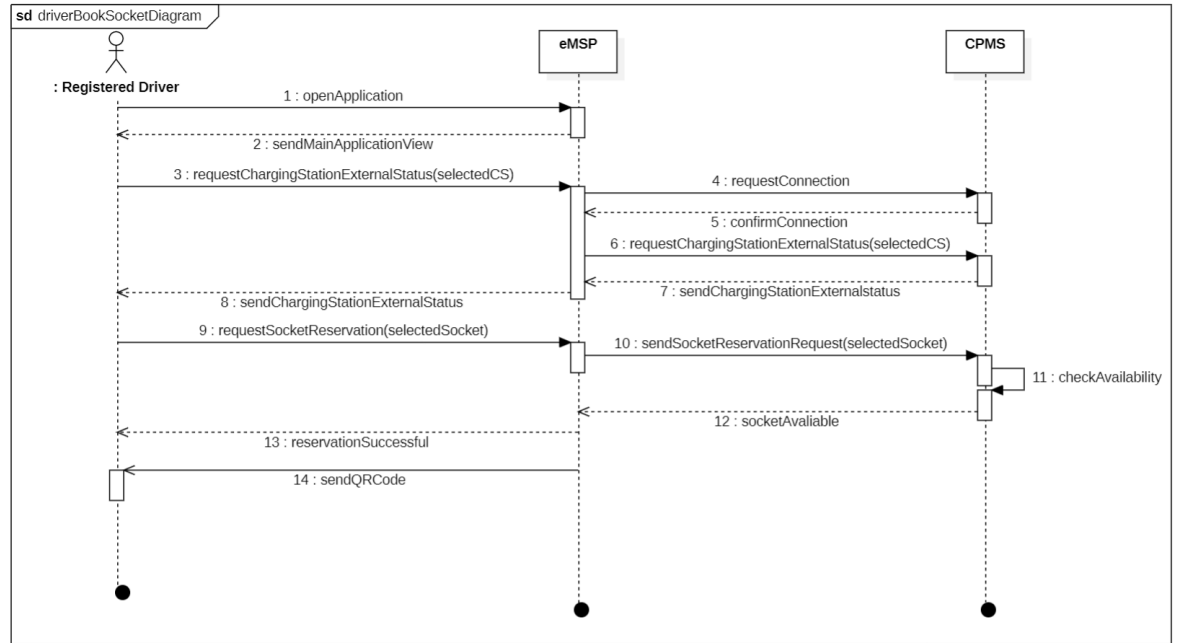 sd driverBookSocketDiagram
eMSP
CPMS
: Registered Driver
1 : openApplication
2 : sendMainApplicationView
3 : requestChargingStationExternalStatus(selectedCS)
4 : requestConnection
5 : confirmConnection
6 : requestChargingStationExternalStatus(selectedCS)
7 : sendChargingStationExternalstatus
8 : sendChargingStationExternalStatus
9 : requestSocketReservation(selectedSocket)
10 : sendSocketReservationRequest(selectedSocket)
11 : checkAvailability
12 : socketAvaliable
13 : reservationSuccessful
14 : sendQRCode